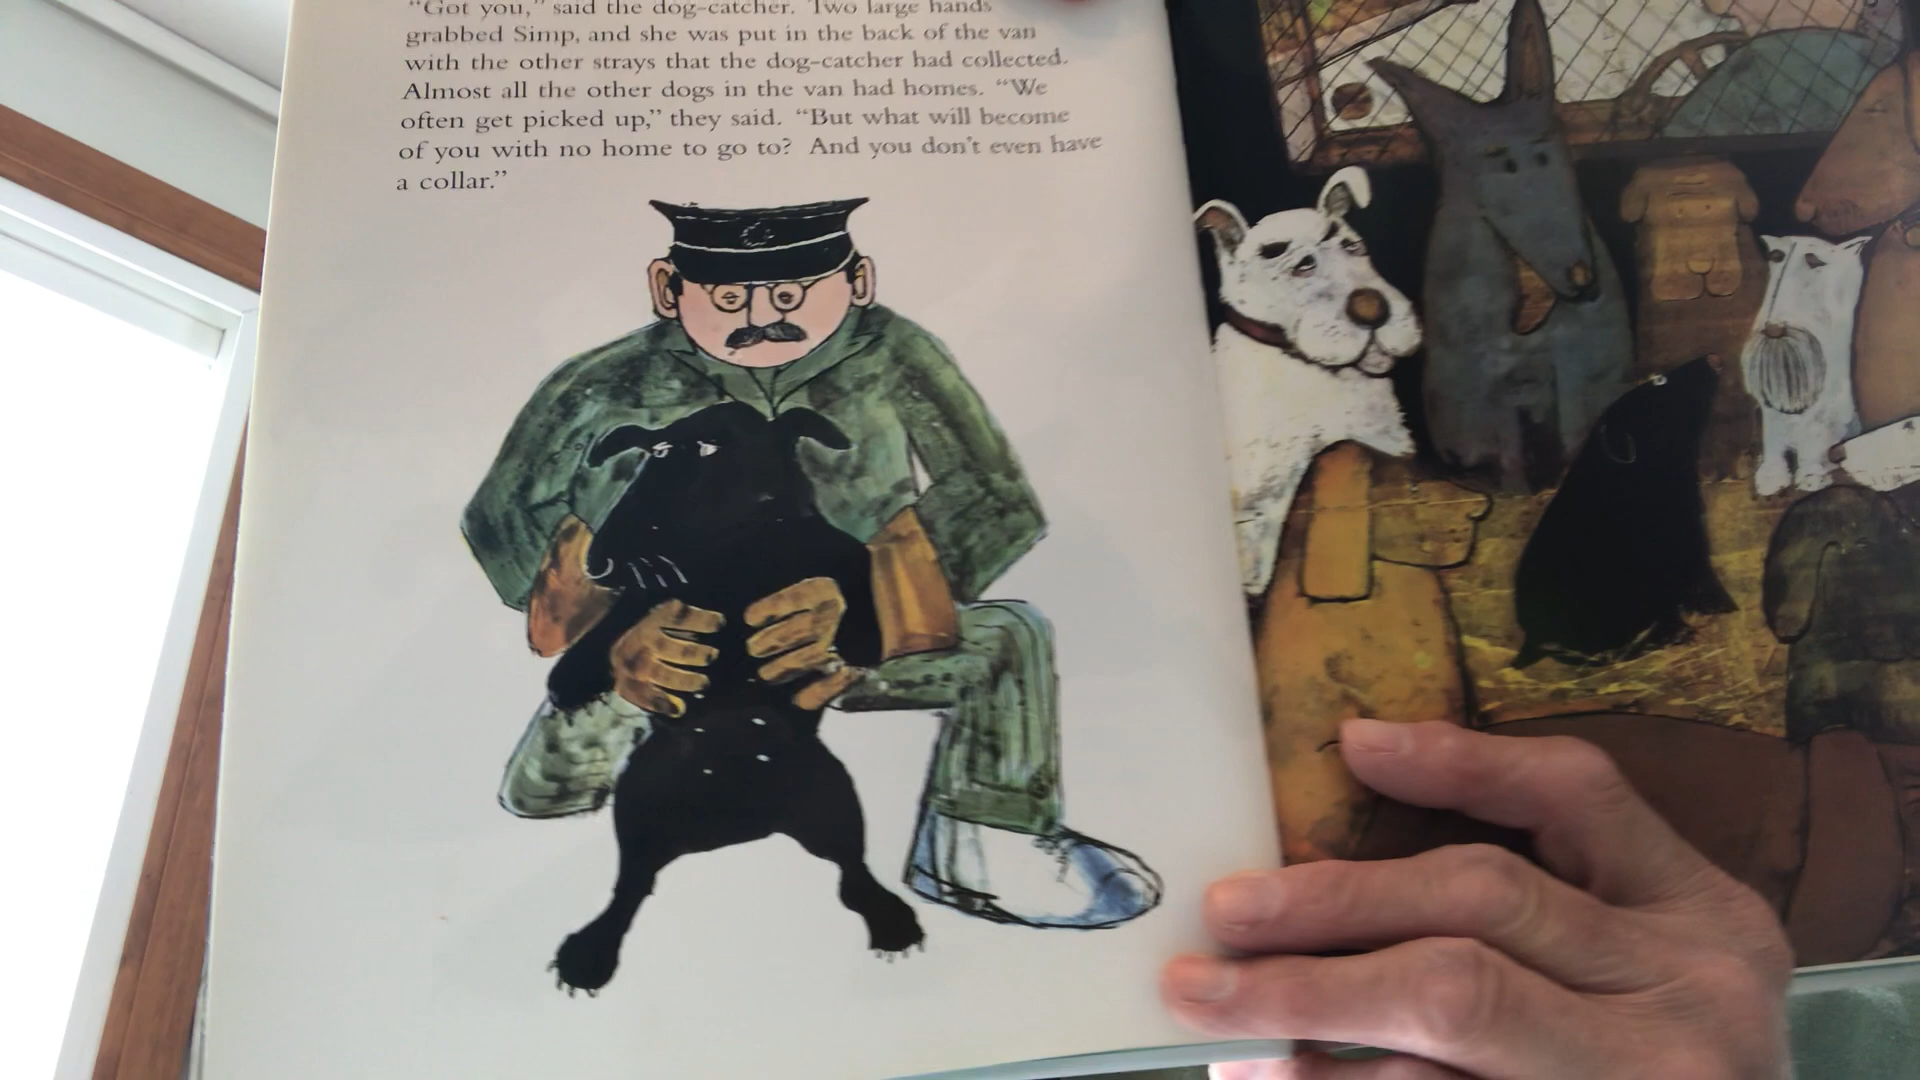 “Got you,” said the dog-catcher. Two large hands
grabbed Simp, and she was put in the back of the van
with the other strays that the dog-catcher had collected.
Almost all the other dogs in the van had homes. “We
often get picked up,” they said. “But what will become
of you with no home to go to? And you don't even have
a collar.”